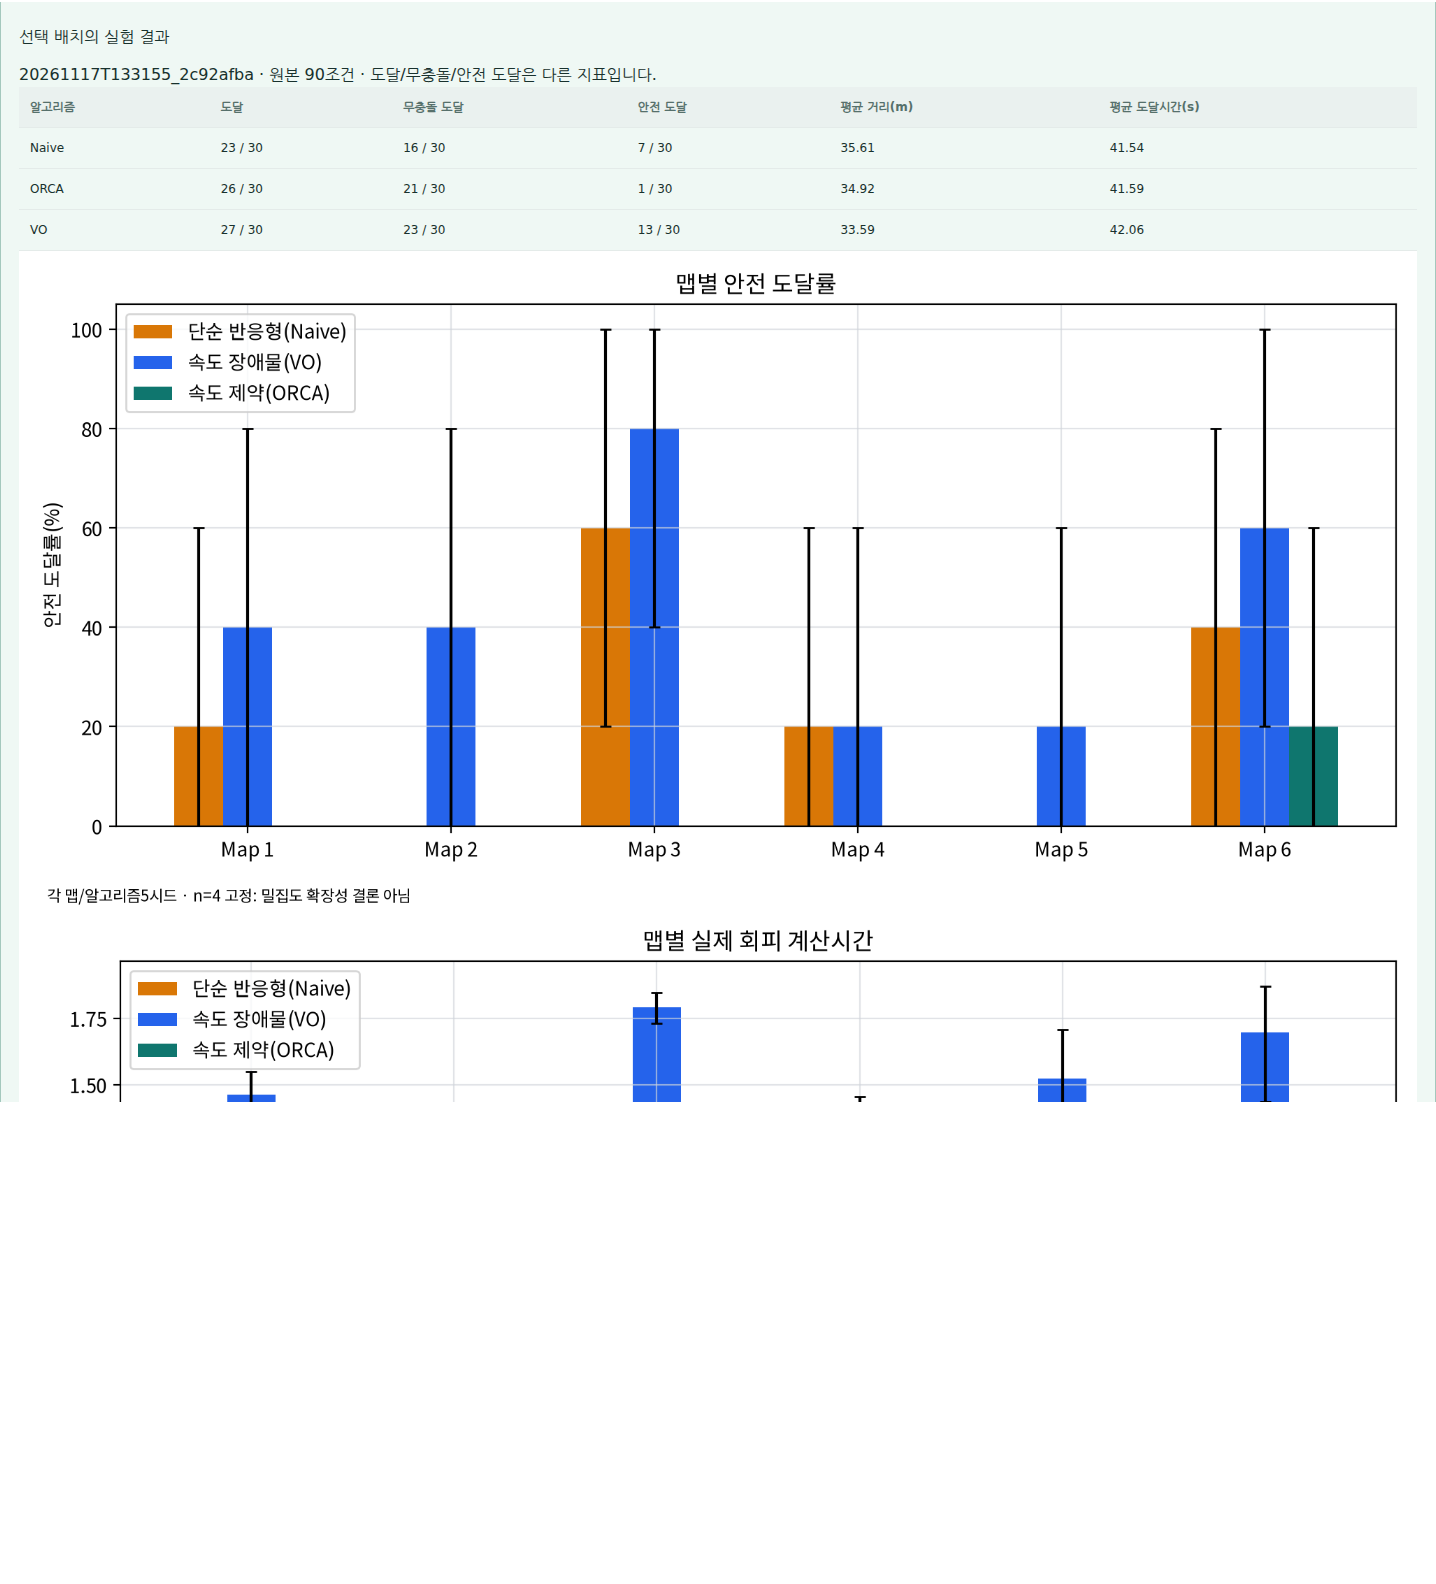 선택 배치의 실험 결과
20261117T133155_2c92afba · 원본 90조건 · 도달/무충돌/안전 도달은 다른 지표입니다.
알고리즘 도달 무충돌 도달 안전 도달 평균 거리(m) 평균 도달시간(s)
Naive 23 / 30 16 / 30 7 / 30 35.61 41.54
ORCA 26 / 30 21 / 30 1 / 30 34.92 41.59
VO 27 / 30 23 / 30 13 / 30 33.59 42.06
맵별 안전 도달률
단순 반응형(Naive)
속도 장애물(VO)
속도 제약(ORCA)
안전 도달률(%)
100
80
60
40
20
0
Map 1 Map 2 Map 3 Map 4 Map 5 Map 6
각 맵/알고리즘5시드 · n=4 고정: 밀집도 확장성 결론 아님
맵별 실제 회피 계산시간
단순 반응형(Naive)
속도 장애물(VO)
속도 제약(ORCA)
1.75
1.50